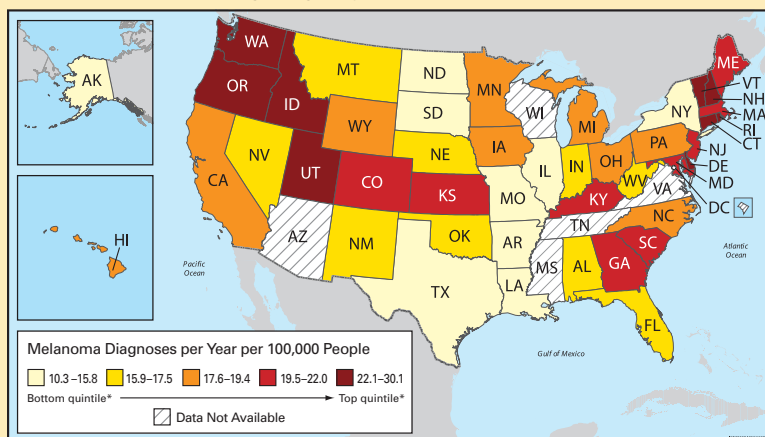 AK
HI
WA
OR
ID
MT
ND
SD
MN
WI
MI
ME
VT
NH
MA
RI
CT
NY
NJ
DE
MD
DC
PA
OH
IN
IL
IA
NE
WY
NV
UT
CO
KS
MO
KY
WV
VA
NC
TN
SC
GA
AL
MS
AR
LA
OK
TX
NM
AZ
CA
FL
Pacific
Ocean
Atlantic
Ocean
Gulf of Mexico
Melanoma Diagnoses per Year per 100,000 People
10.3–15.8 15.9–17.5 17.6–19.4 19.5–22.0 22.1–30.1
Bottom quintile* Top quintile*
Data Not Available